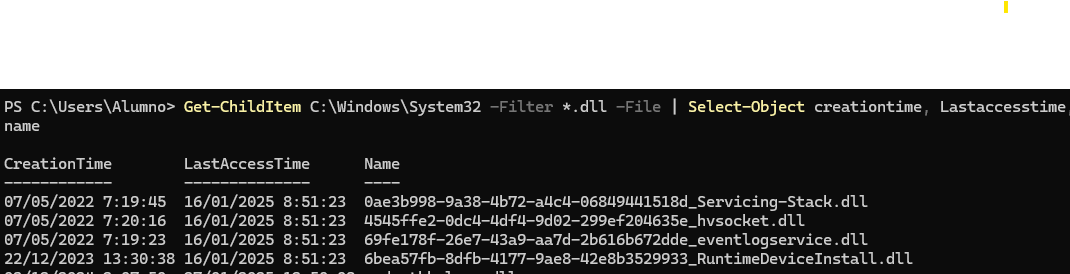 PS C:\Users\Alumno> Get-ChildItem C:\Windows\System32 -Filter *.dll -File | Select-Object creationtime, Lastaccesstime,
name
CreationTime LastAccessTime Name
------------ -------------- ----
07/05/2022 7:19:45 16/01/2025 8:51:23 0ae3b998-9a38-4b72-a4c4-06849441518d_Servicing-Stack.dll
07/05/2022 7:20:16 16/01/2025 8:51:23 4545ffe2-0dc4-4df4-9d02-299ef204635e_hvsocket.dll
07/05/2022 7:19:23 16/01/2025 8:51:23 69fe178f-26e7-43a9-aa7d-2b616b672dde_eventlogservice.dll
22/12/2023 13:30:38 16/01/2025 8:51:23 6bea57fb-8dfb-4177-9ae8-42e8b3529933_RuntimeDeviceInstall.dll